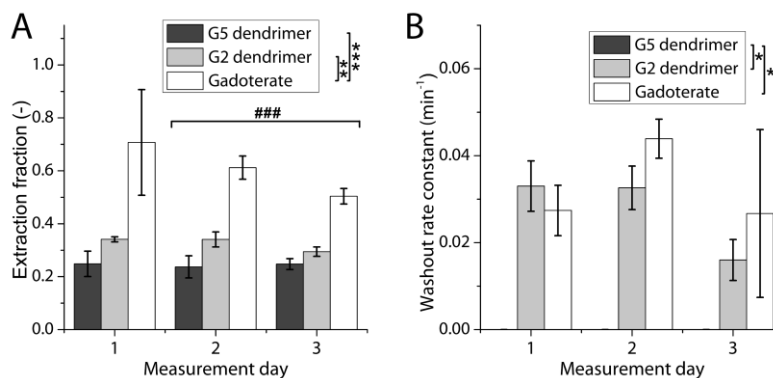 A
G5 dendrimer
G2 dendrimer
Gadoterate
***
**
###
1.0
0.8
0.6
0.4
0.2
0.0
Extraction fraction (-)
1 2 3
Measurement day
B
G5 dendrimer
G2 dendrimer
Gadoterate
*
*
0.06
0.04
0.02
0.00
Washout rate constant (min⁻¹)
1 2 3
Measurement day